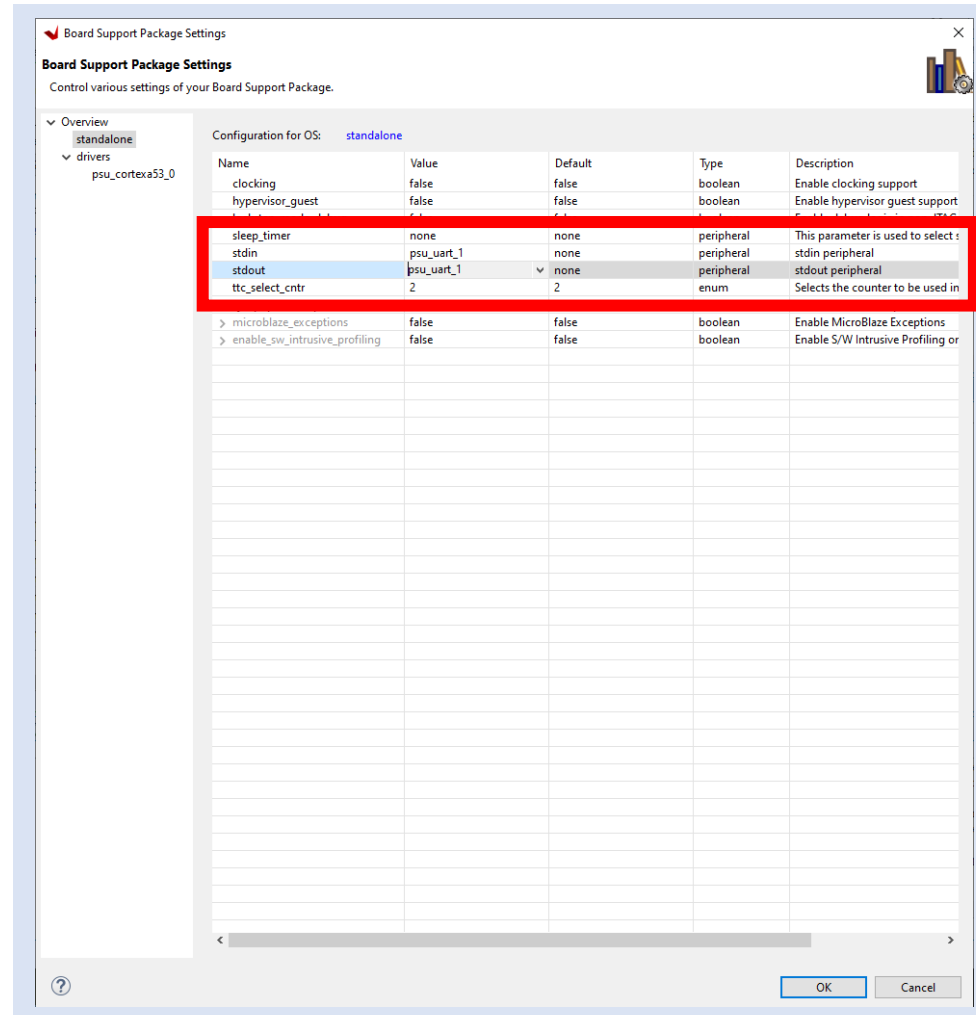 Board Support Package Settings
Board Support Package Settings
Control various settings of your Board Support Package.
Overview
standalone
drivers
psu_cortexa53_0
Configuration for OS: standalone
Name Value Default Type Description
clocking false false boolean Enable clocking support
hypervisor_guest false false boolean Enable hypervisor guest support
sleep_timer none none peripheral This parameter is used to select s
stdin psu_uart_1 none peripheral stdin peripheral
stdout psu_uart_1 none peripheral stdout peripheral
ttc_select_cntr 2 2 enum Selects the counter to be used in
microblaze_exceptions false false boolean Enable MicroBlaze Exceptions
enable_sw_intrusive_profiling false false boolean Enable S/W Intrusive Profiling or
OK Cancel